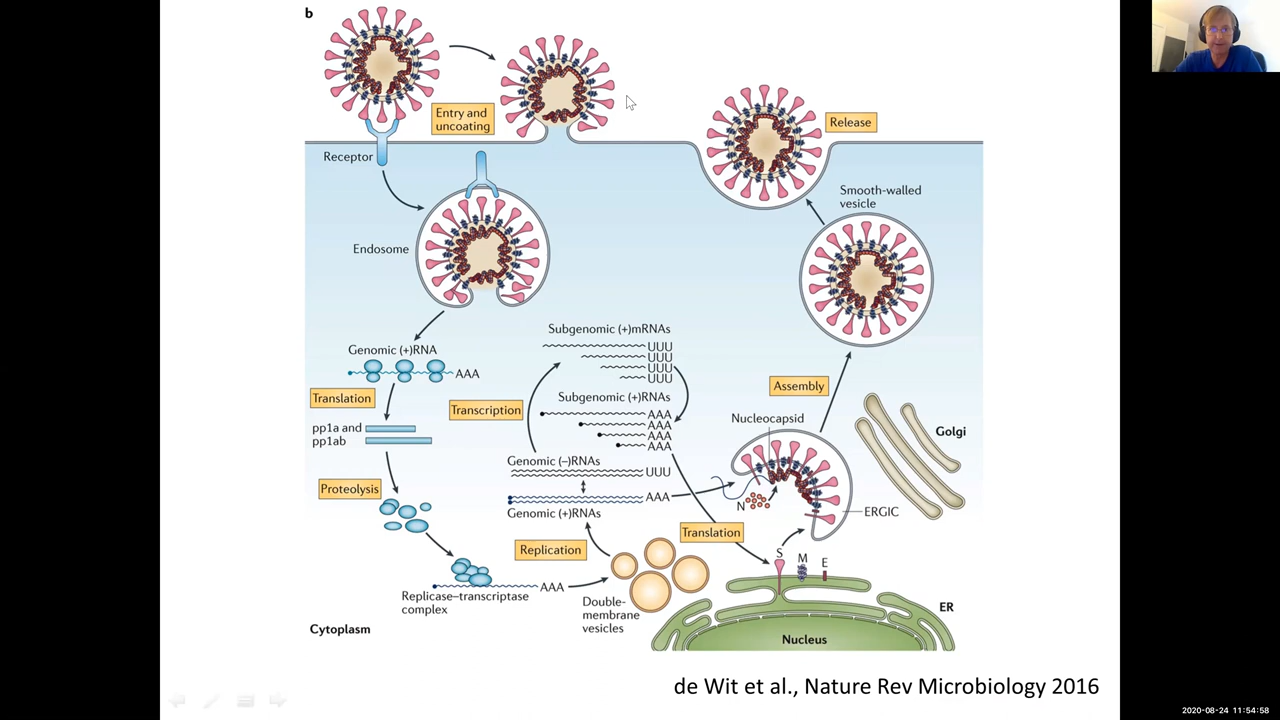 b
Entry and
uncoating
Receptor
Release
Smooth-walled
vesicle
Endosome
Genomic (+)RNA
AAA
Translation
pp1a and
pp1ab
Proteolysis
Replicase–transcriptase
complex
AAA
Double-
membrane
vesicles
Replication
Subgenomic (+)mRNAs
UUU
UUU
UUU
UUU
Transcription
Subgenomic (+)RNAs
AAA
AAA
AAA
AAA
Genomic (–)RNAs
UUU
AAA
Genomic (+)RNAs
Translation
Assembly
Nucleocapsid
N
ERGIC
Golgi
S
M
E
ER
Nucleus
Cytoplasm
de Wit et al., Nature Rev Microbiology 2016
2020-08-24 11:54:58